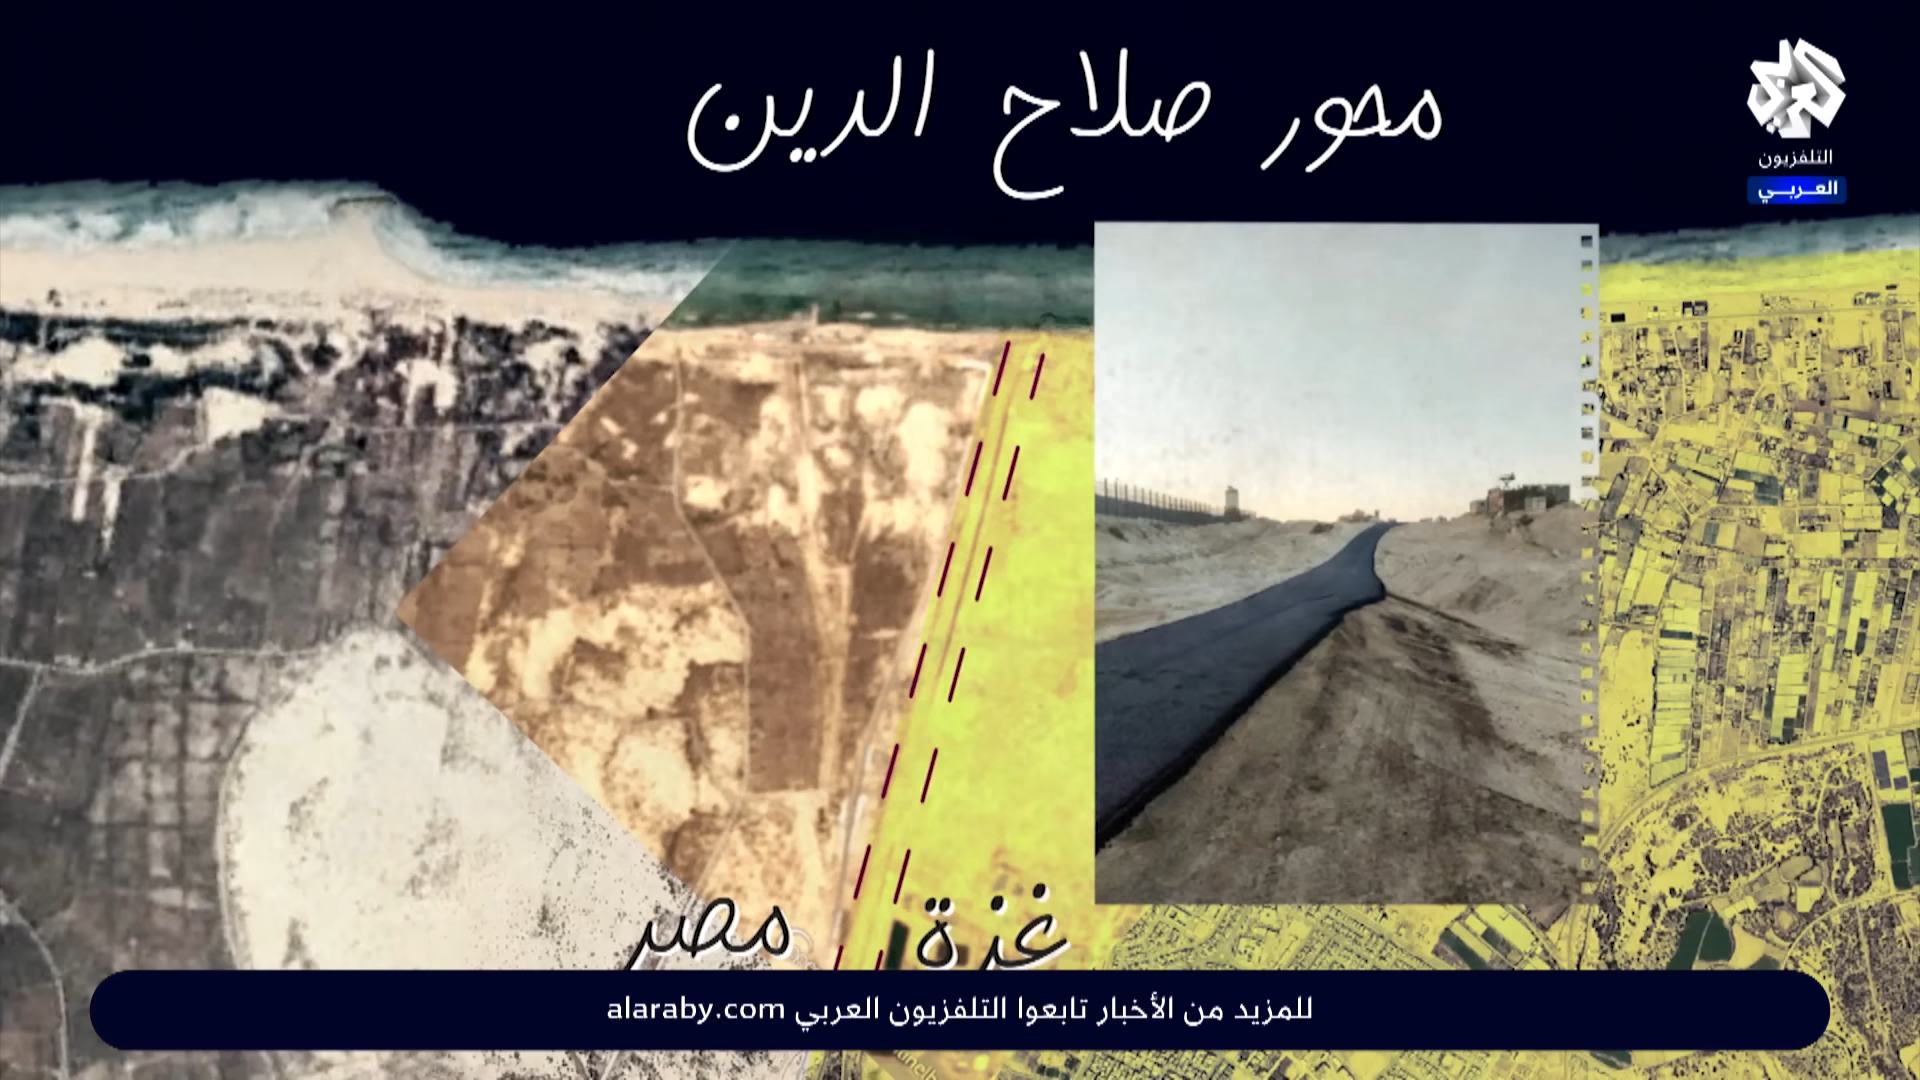 محور صلاح الدين
التلفزيون
العربي
مصر
غزة
للمزيد من الأخبار تابعوا التلفزيون العربي alaraby.com